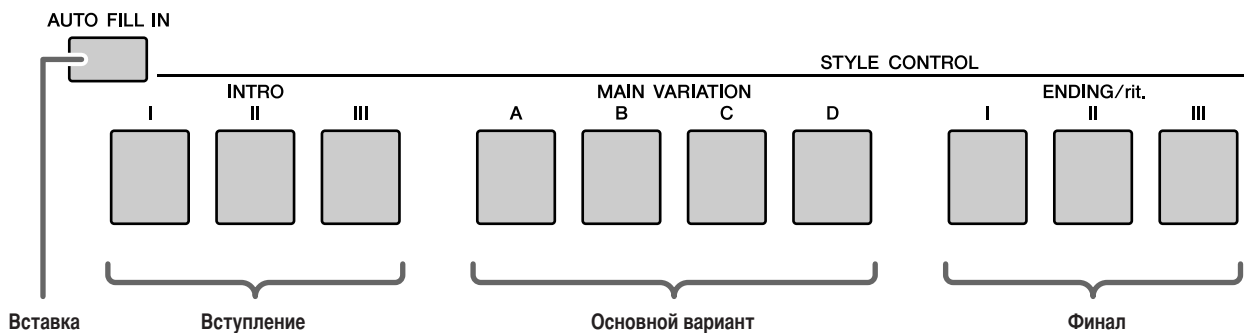 AUTO FILL IN
STYLE CONTROL
INTRO MAIN VARIATION ENDING/rit.
I II III A B C D I II III
Вставка Вступление Основной вариант Финал